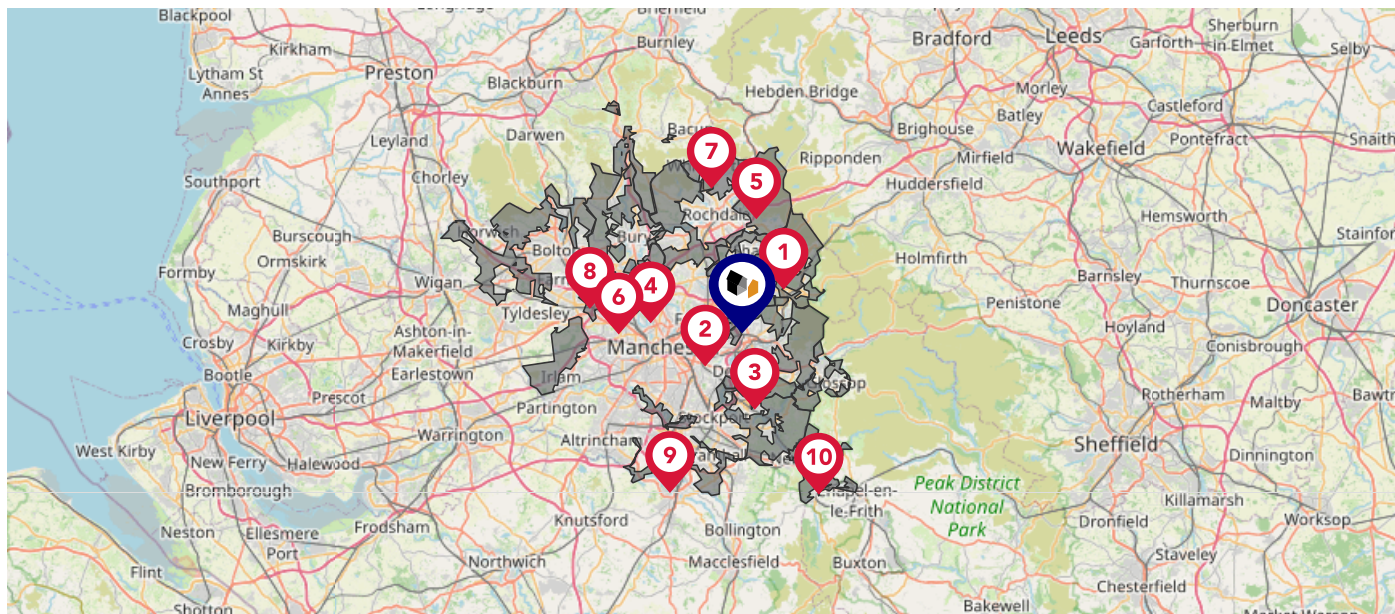 Blackpool
Burnley
Bradford
Leeds
Garforth
Sherburn
in Elmet
Selby
Kirkham
Preston
Lytham St
Annes
Blackburn
Hebden Bridge
Morley
Batley
Castleford
Leyland
Darwen
Brighouse
Pontefract
Wakefield
Mirfield
Ripponden
Chorley
Huddersfield
Southport
Hemsworth
Burscough
Ormskirk
Bolton
Bury
Holmfirth
Barnsley
Thurnscoe
Doncaster
Formby
Wigan
Penistone
Maghull
Tyldesley
Hoyland
Conisbrough
Crosby
Ashton-in-
Makerfield
Bootle
Earlestown
Irlam
Prescot
Partington
Rotherham
Maltby
Liverpool
Stockport
Warrington
Altrincham
Sheffield
West Kirby
New Ferry
Halewood
Dinnington
Bromborough
Peak District
National
Park
Killamarsh
Neston
Ellesmere
Port
Frodsham
Knutsford
Bollington
Dronfield
Worksop
Northwich
Macclesfield
Buxton
Staveley
Flint
Chesterfield
Shotton
Bakewell
7
5
1
8
4
6
2
3
9
10